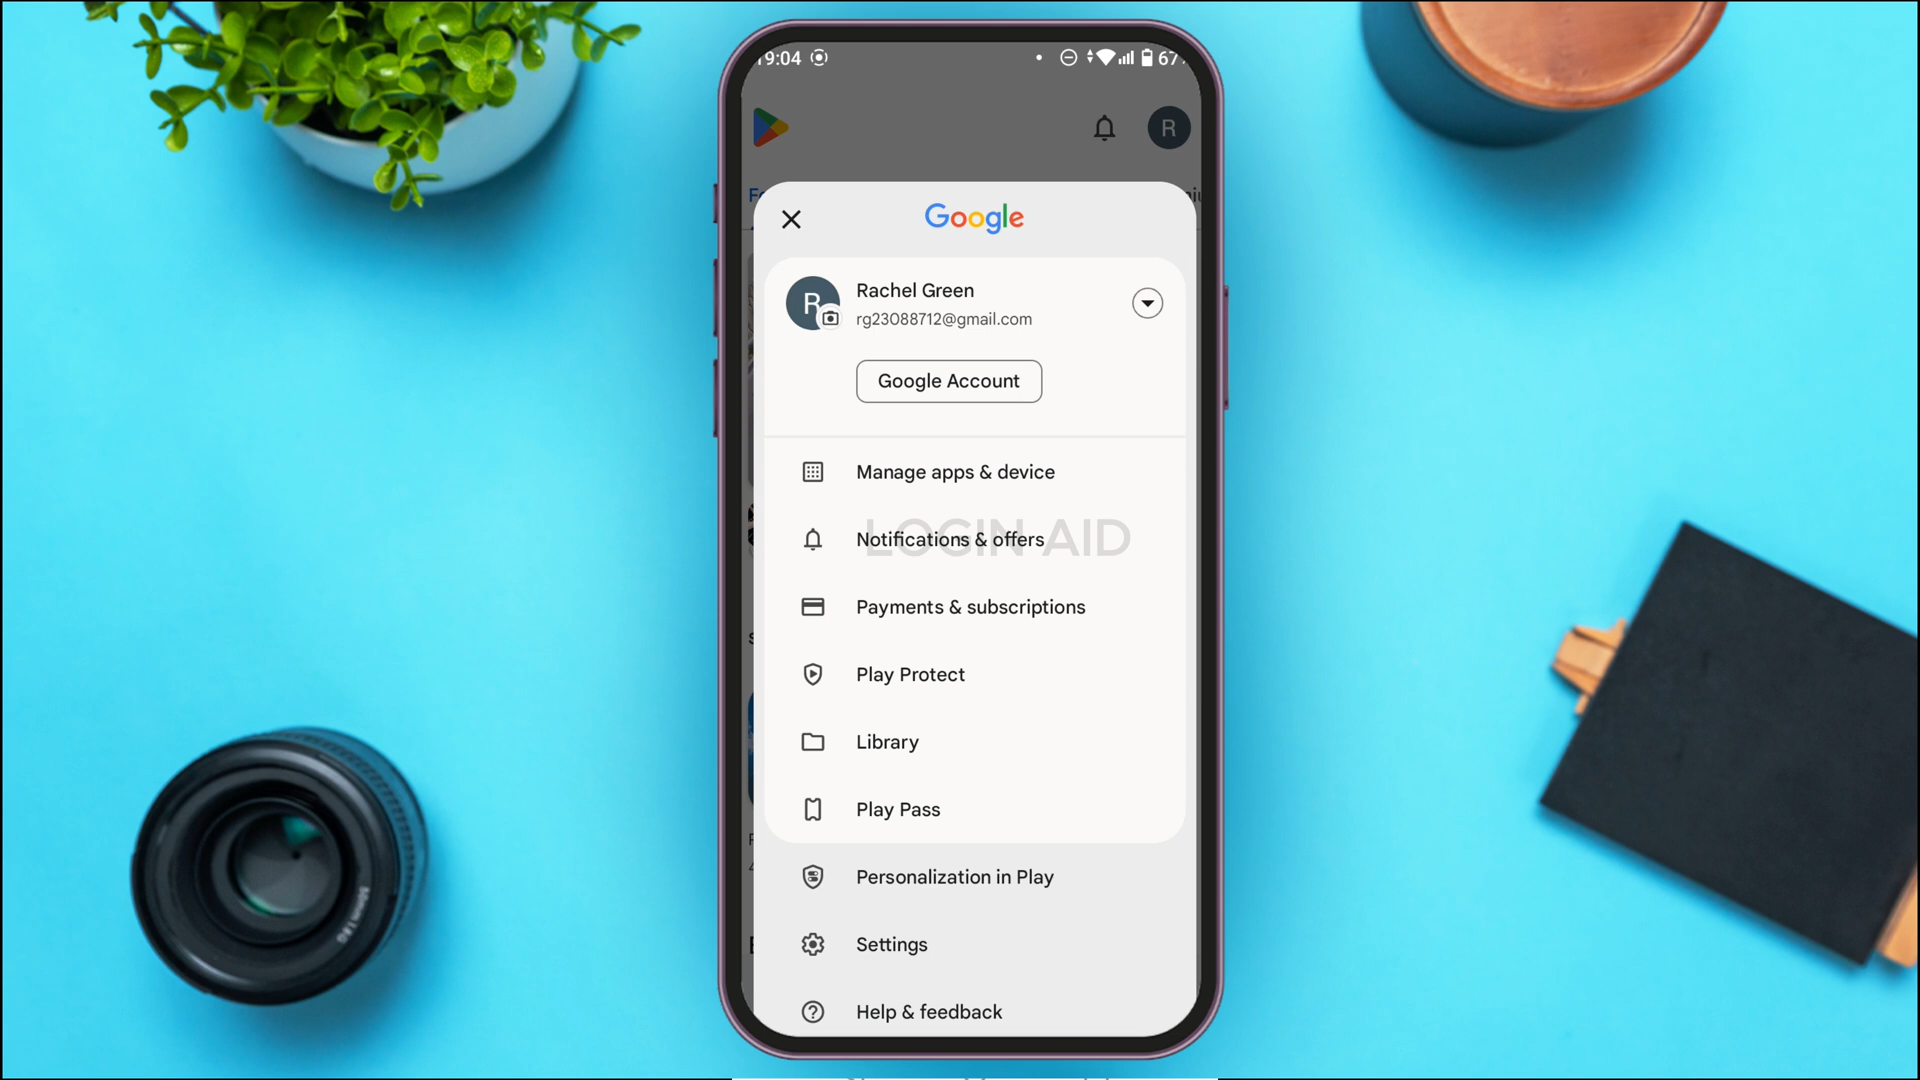 19:04
67
R
Google
R
Rachel Green
rg23088712@gmail.com
Google Account
Manage apps & device
LOGIN AID
Notifications & offers
Payments & subscriptions
Play Protect
Library
Play Pass
Personalization in Play
Settings
Help & feedback